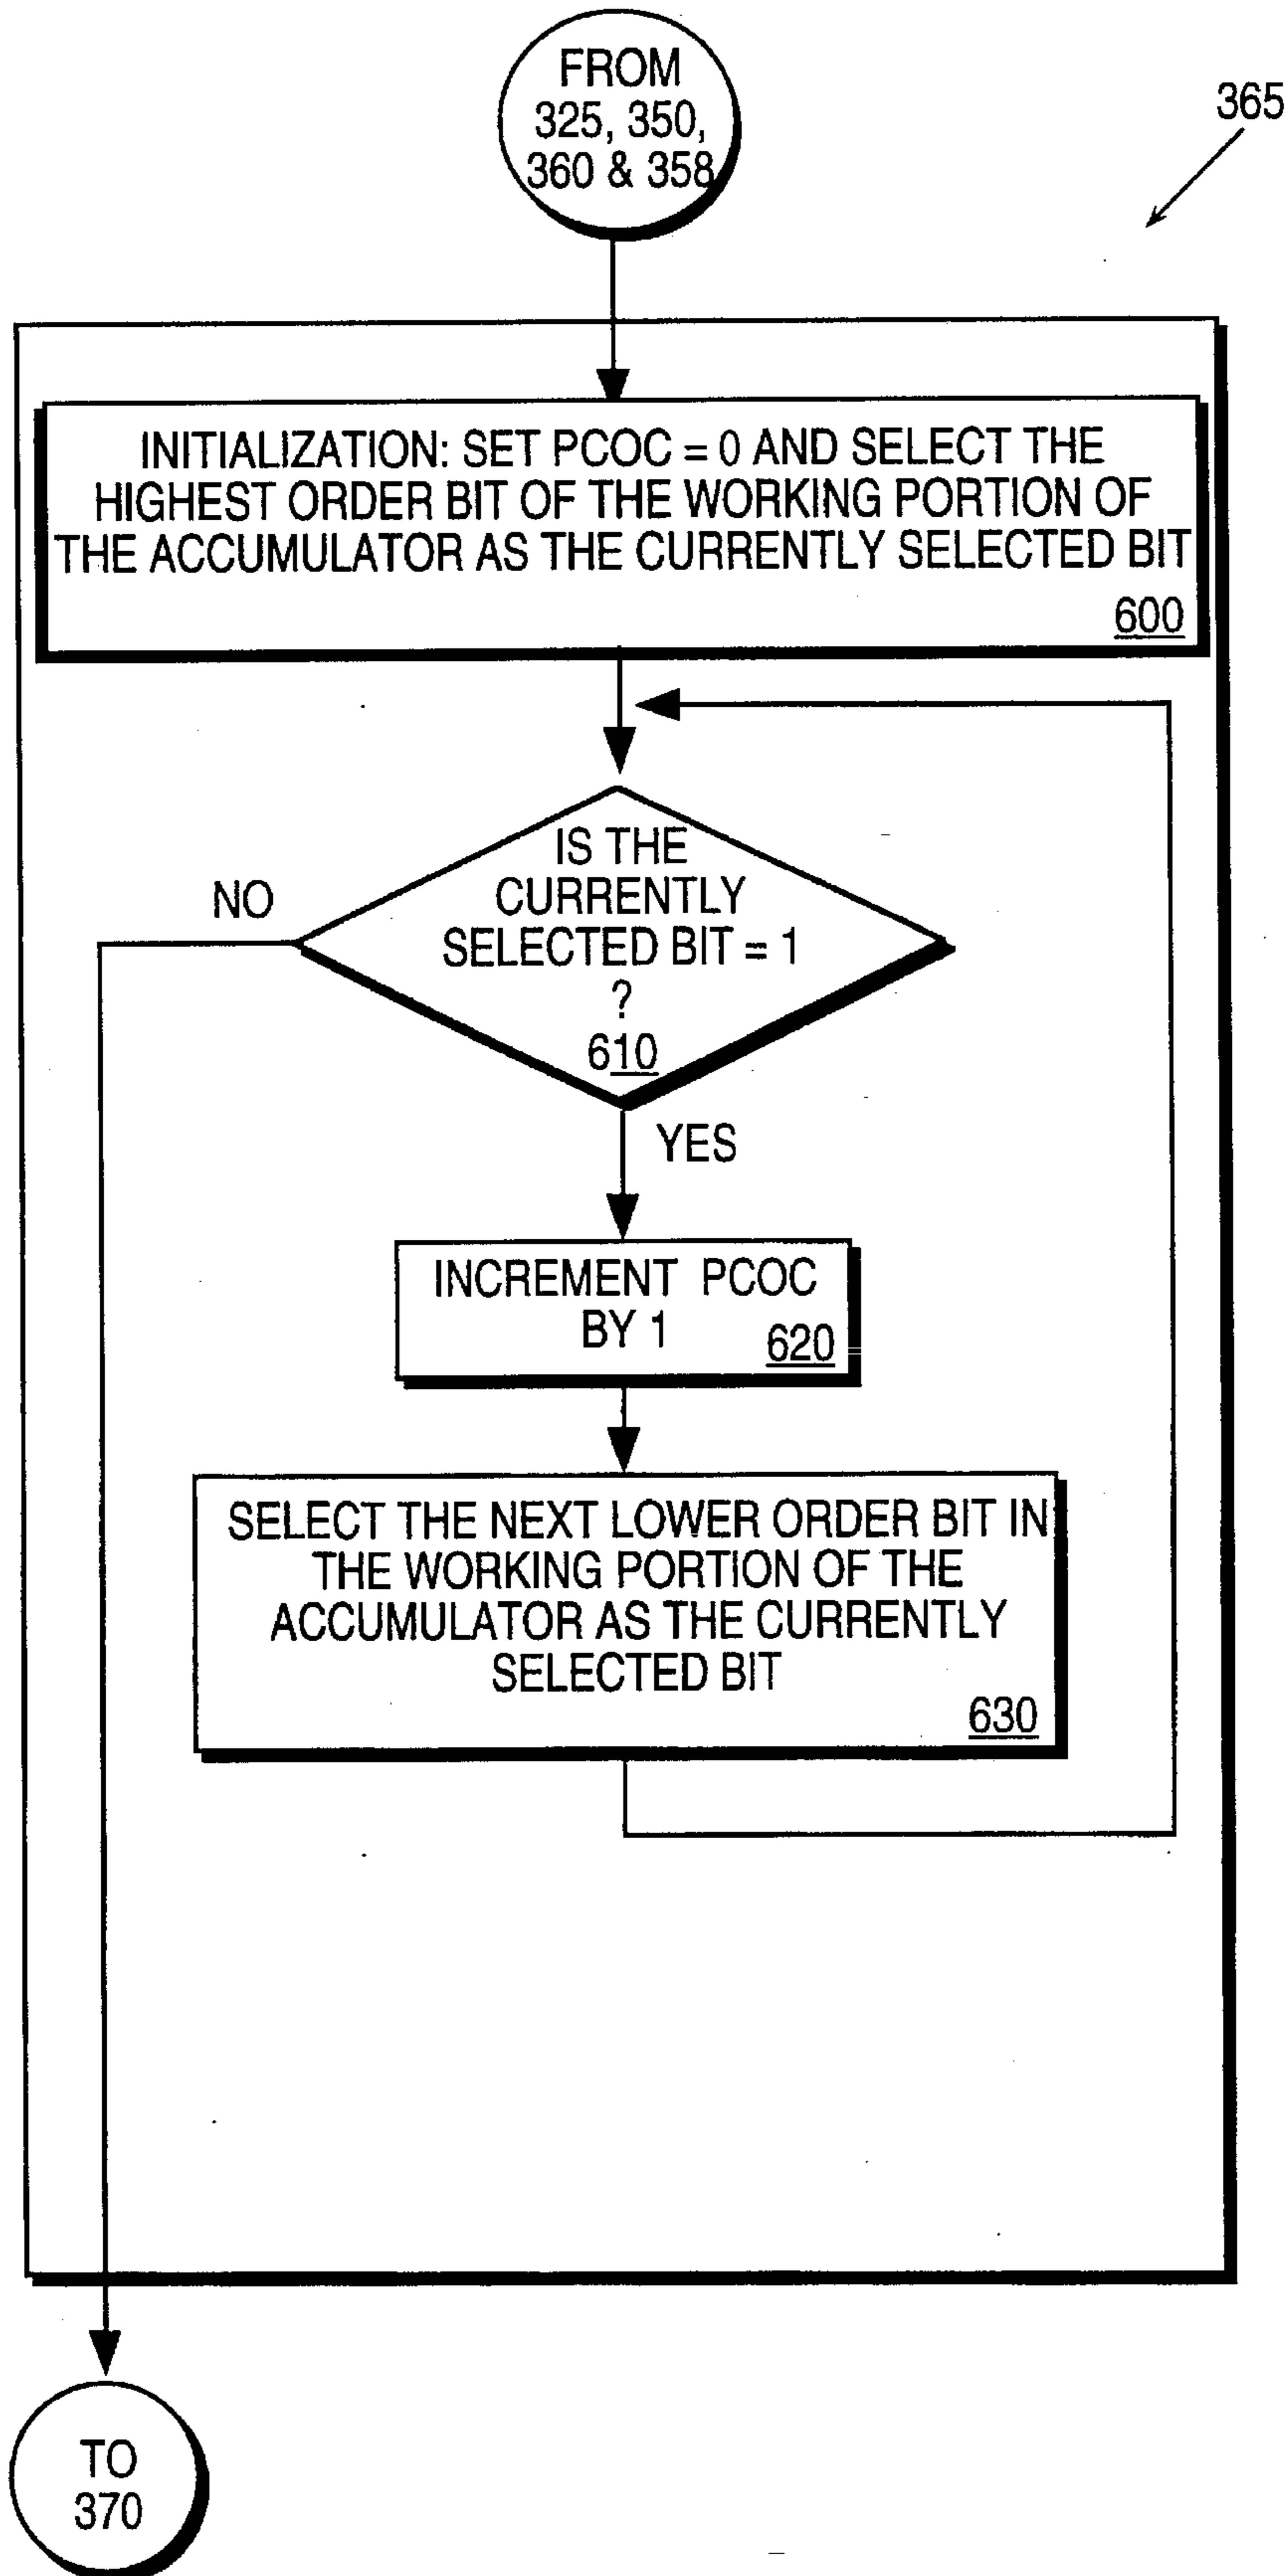 FROM
325, 350,
360 & 358
365
INITIALIZATION: SET PCOC = 0 AND SELECT THE
HIGHEST ORDER BIT OF THE WORKING PORTION OF
THE ACCUMULATOR AS THE CURRENTLY SELECTED BIT
600
IS THE
CURRENTLY
SELECTED BIT = 1
?
610
NO
YES
INCREMENT PCOC
BY 1
620
SELECT THE NEXT LOWER ORDER BIT IN
THE WORKING PORTION OF THE
ACCUMULATOR AS THE CURRENTLY
SELECTED BIT
630
TO
370